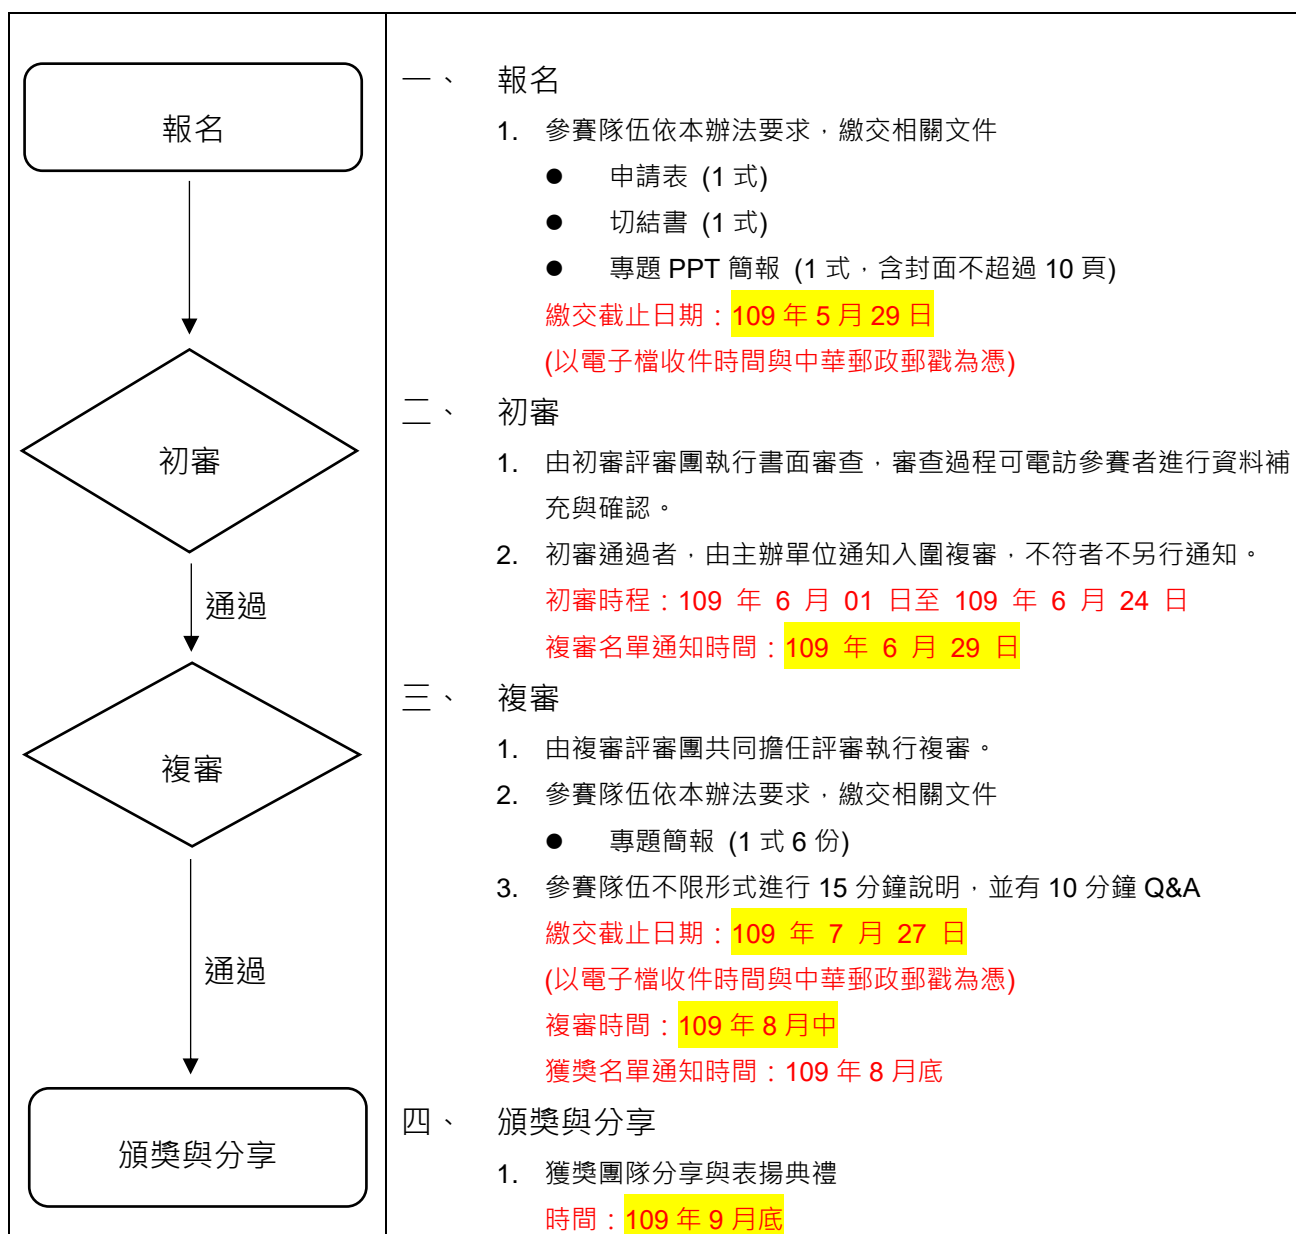 報名
初審
通過
複審
通過
頒獎與分享
一、 報名
1. 參賽隊伍依本辦法要求，繳交相關文件
● 申請表 (1 式)
● 切結書 (1 式)
● 專題 PPT 簡報 (1 式，含封面不超過 10 頁)
繳交截止日期：109 年 5 月 29 日
(以電子檔收件時間與中華郵政郵戳為憑)
二、 初審
1. 由初審評審團執行書面審查，審查過程可電訪參賽者進行資料補
充與確認。
2. 初審通過者，由主辦單位通知入圍複審，不符者不另行通知。
初審時程：109 年 6 月 01 日至 109 年 6 月 24 日
複審名單通知時間：109 年 6 月 29 日
三、 複審
1. 由複審評審團共同擔任評審執行複審。
2. 參賽隊伍依本辦法要求，繳交相關文件
● 專題簡報 (1 式 6 份)
3. 參賽隊伍不限形式進行 15 分鐘說明，並有 10 分鐘 Q&A
繳交截止日期：109 年 7 月 27 日
(以電子檔收件時間與中華郵政郵戳為憑)
複審時間：109 年 8 月中
獲獎名單通知時間：109 年 8 月底
四、 頒獎與分享
1. 獲獎團隊分享與表揚典禮
時間：109 年 9 月底